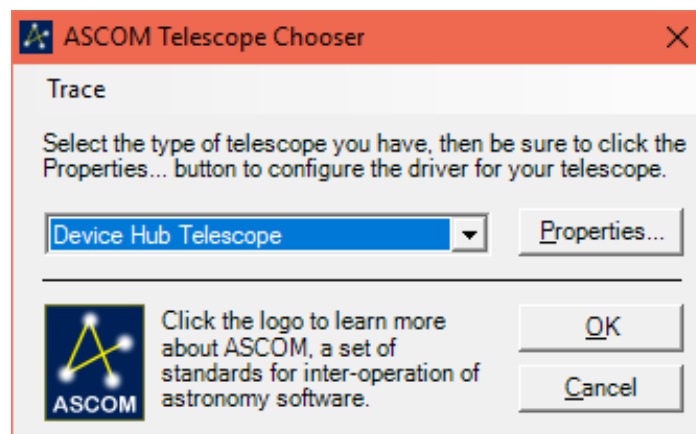 ASCOM Telescope Chooser
Trace
Select the type of telescope you have, then be sure to click the
Properties... button to configure the driver for your telescope.
Device Hub Telescope
Properties...
Click the logo to learn more
about ASCOM, a set of
standards for inter-operation of
astronomy software.
ASCOM
OK
Cancel